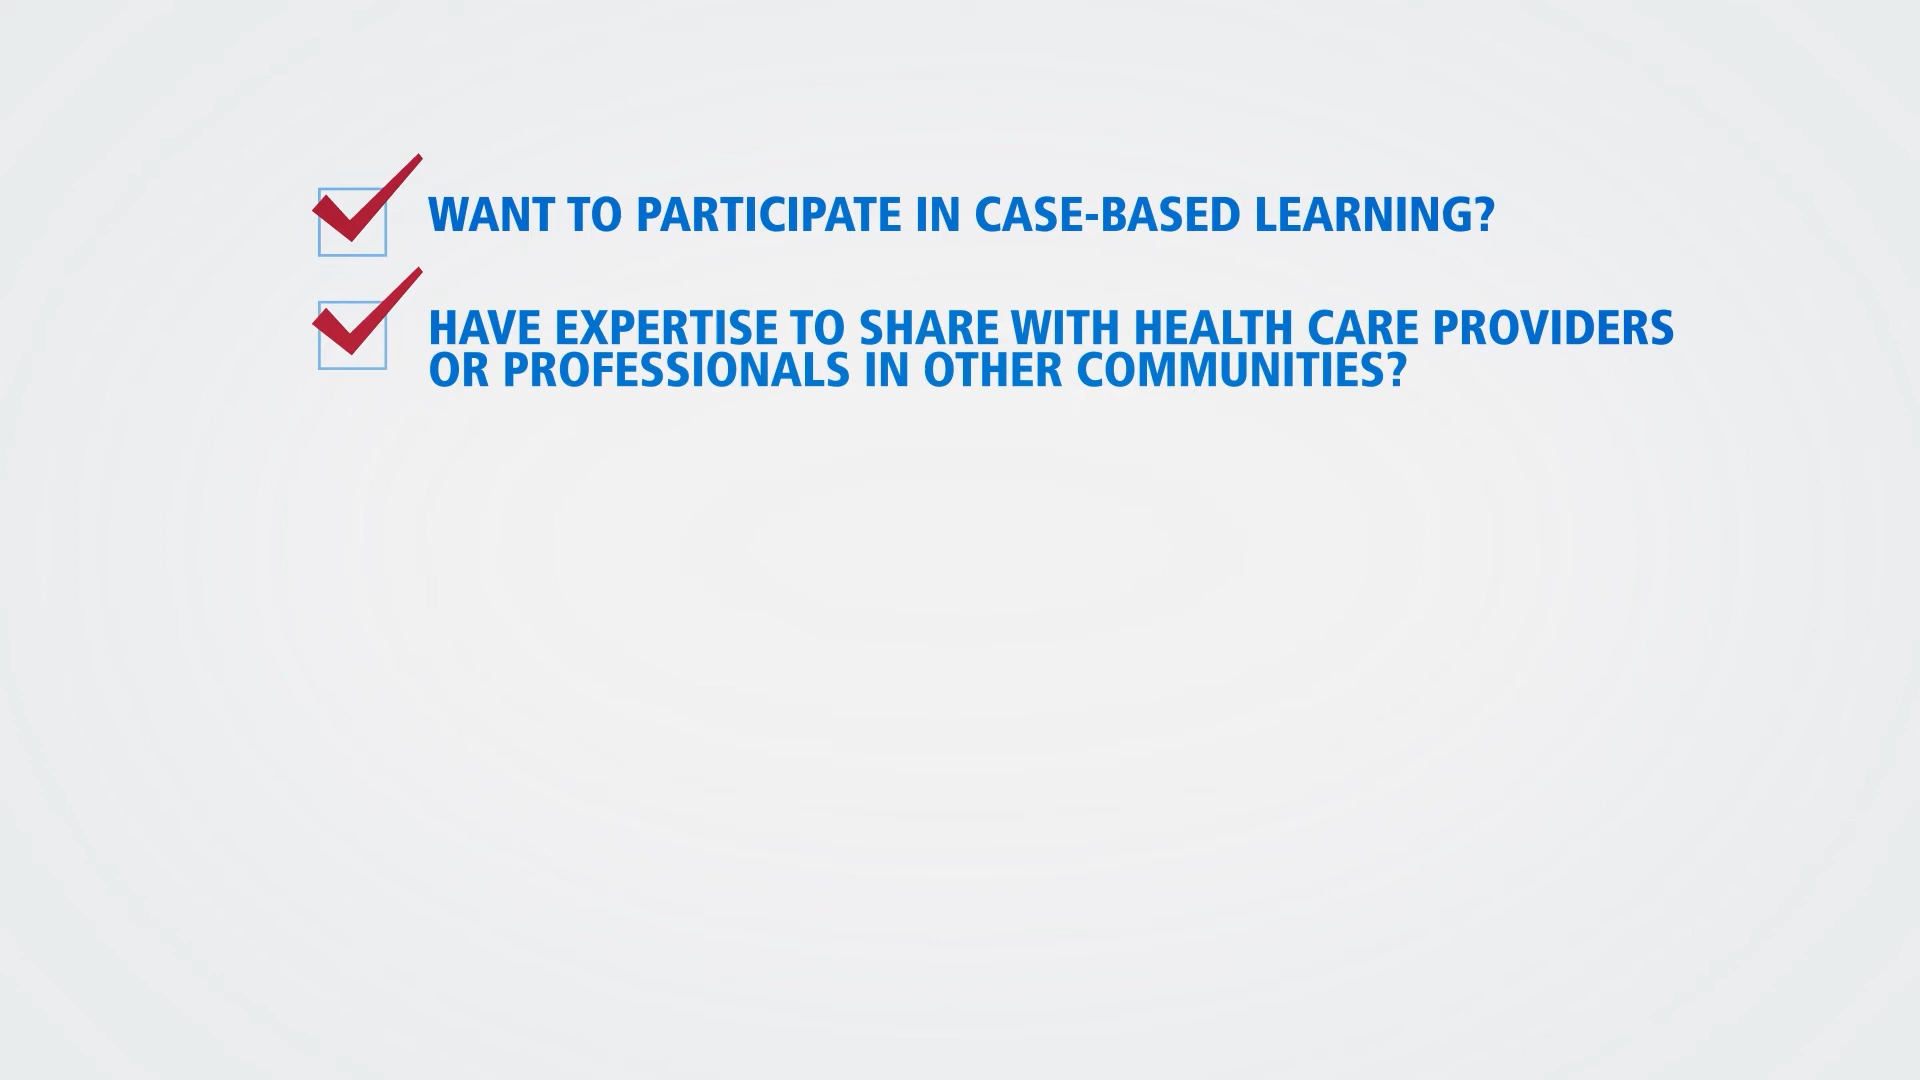 WANT TO PARTICIPATE IN CASE-BASED LEARNING?
HAVE EXPERTISE TO SHARE WITH HEALTH CARE PROVIDERS
OR PROFESSIONALS IN OTHER COMMUNITIES?